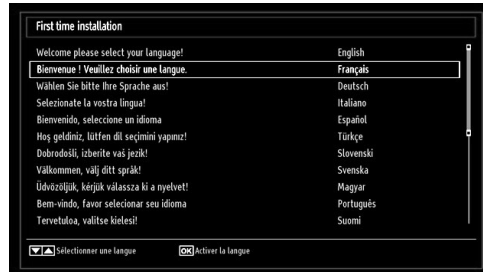 First time installation
Welcome please select your language! English
Bienvenue ! Veuillez choisir une langue. Français
Wählen Sie bitte Ihre Sprache aus! Deutsch
Selezionate la vostra lingua! Italiano
Bienvenido, seleccione un idioma Español
Hoş geldiniz, lütfen dil seçimini yapınız! Türkçe
Dobrodošli, izberite vaš jezik! Slovenski
Välkommen, välj ditt språk! Svenska
Üdvözöljük, kérjük válassza ki a nyelvet! Magyar
Bem-vindo, favor selecionar seu idioma Português
Tervetuloa, valitse kielesi! Suomi
Sélectionner une langue OK Activer la langue